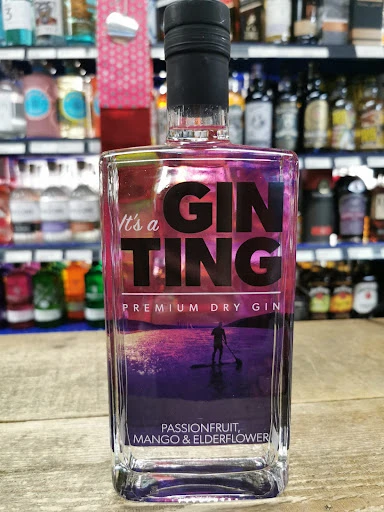 It's a GIN
TING
PREMIUM DRY GIN
PASSIONFRUIT,
MANGO & ELDERFLOWER